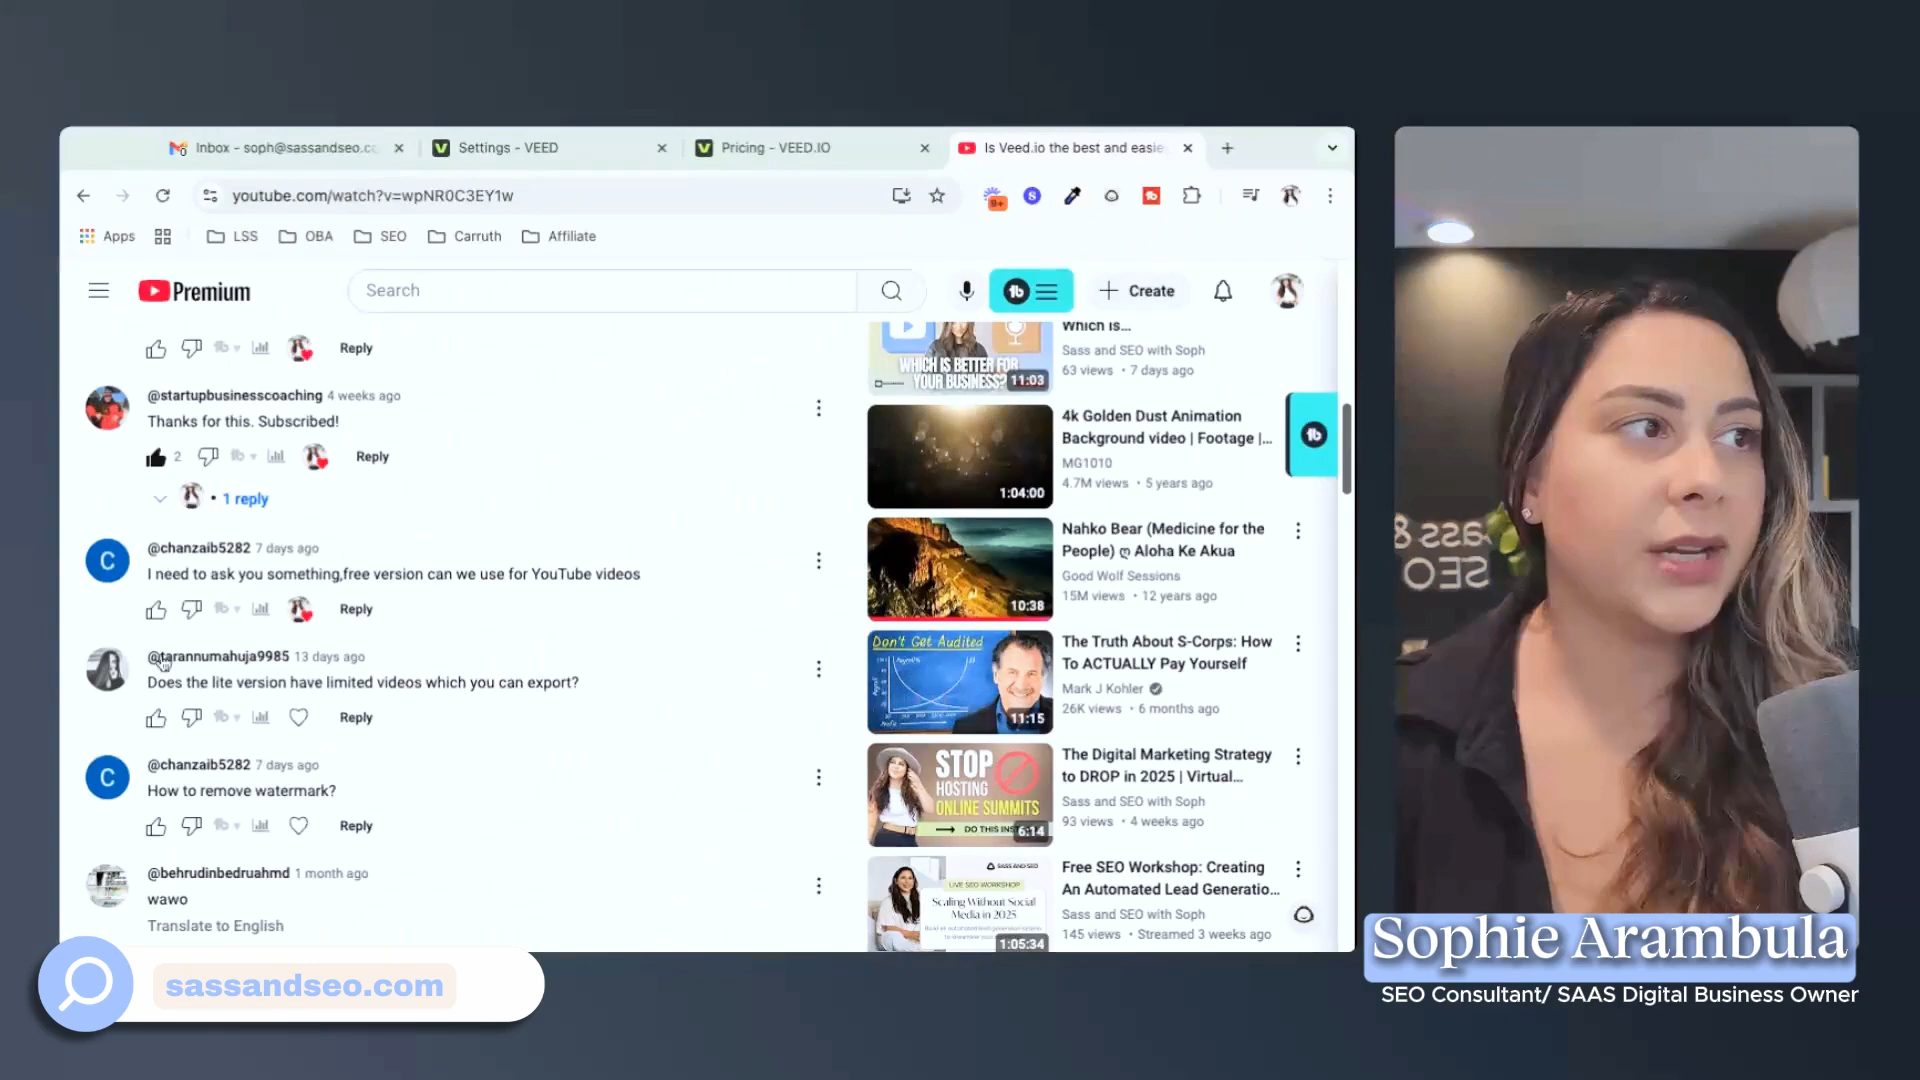 Inbox - soph@sassandseo.cc
Settings - VEED
Pricing - VEED.IO
Is Veed.io the best and easie
youtube.com/watch?v=wpNR0C3EY1w
9+
Apps
LSS
OBA
SEO
Carruth
Affiliate
Premium
Search
Create
Reply
@startupbusinesscoaching 4 weeks ago
Thanks for this. Subscribed!
2
Reply
• 1 reply
@chanzaib5282 7 days ago
I need to ask you something,free version can we use for YouTube videos
Reply
@tarannumahuja9985 13 days ago
Does the lite version have limited videos which you can export?
Reply
@chanzaib5282 7 days ago
How to remove watermark?
Reply
@behrudinbedruahmd 1 month ago
wawo
Translate to English
WHICH IS BETTER FOR
YOUR BUSINESS?
11:03
Which is...
Sass and SEO with Soph
63 views • 7 days ago
1:04:00
4k Golden Dust Animation
Background video | Footage |...
MG1010
4.7M views • 5 years ago
10:38
Nahko Bear (Medicine for the
People) ღ Aloha Ke Akua
Good Wolf Sessions
15M views • 12 years ago
Don't Get Audited
11:15
The Truth About S-Corps: How
To ACTUALLY Pay Yourself
Mark J Kohler
26K views • 6 months ago
STOP
HOSTING
ONLINE SUMMITS
DO THIS INST
6:14
The Digital Marketing Strategy
to DROP in 2025 | Virtual...
Sass and SEO with Soph
93 views • 4 weeks ago
SASS AND SEO
LIVE SEO WORKSHOP
Scaling Without Social
Media in 2025
1:05:34
Free SEO Workshop: Creating
An Automated Lead Generatio...
Sass and SEO with Soph
145 views • Streamed 3 weeks ago
sass&
SEO
Sophie Arambula
SEO Consultant/ SAAS Digital Business Owner
sassandseo.com